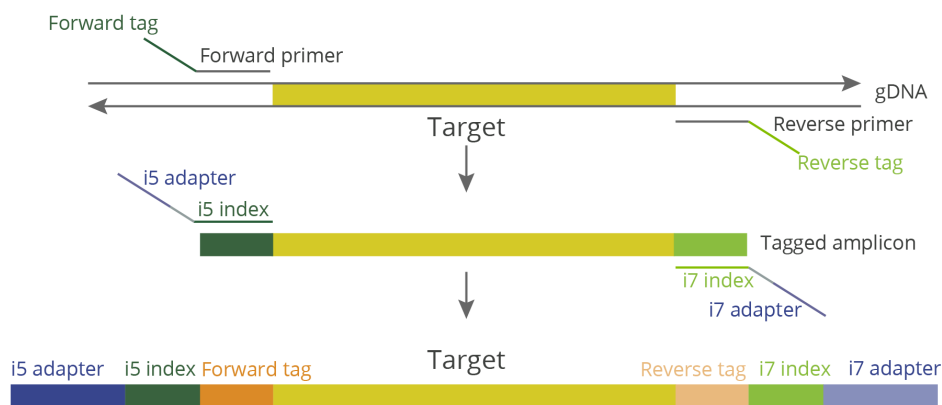 Forward tag
Forward primer
gDNA
Target
Reverse primer
Reverse tag
i5 adapter
i5 index
Tagged amplicon
i7 index
i7 adapter
Target
i5 adapter i5 index Forward tag Reverse tag i7 index i7 adapter